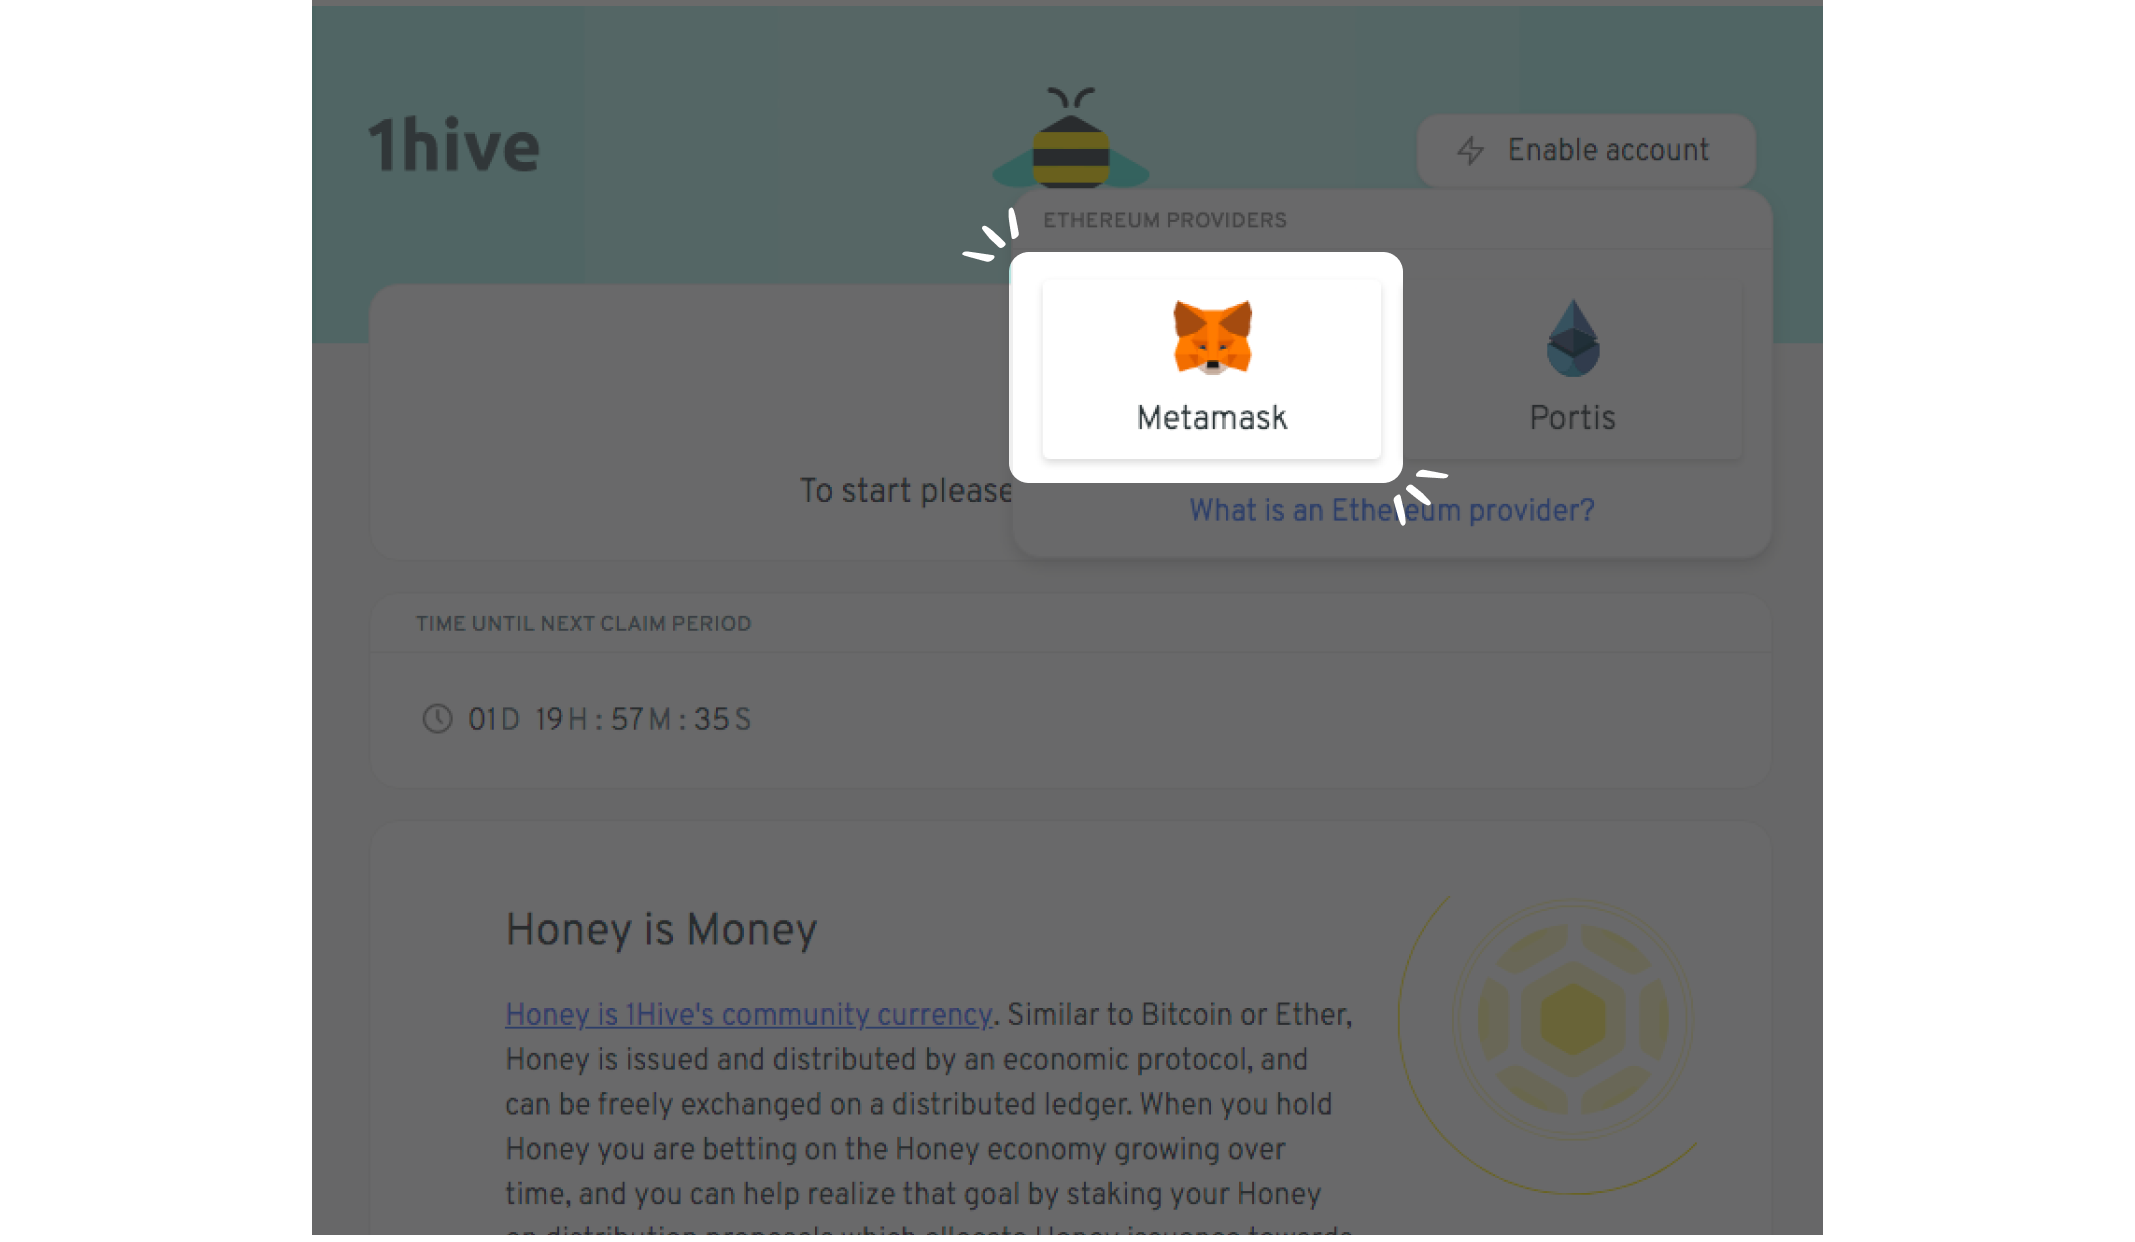 1hive
Enable account
ETHEREUM PROVIDERS
Metamask
Portis
To start please
What is an Ethereum provider?
TIME UNTIL NEXT CLAIM PERIOD
01D 19H : 57M : 35S
Honey is Money
Honey is 1Hive's community currency. Similar to Bitcoin or Ether,
Honey is issued and distributed by an economic protocol, and
can be freely exchanged on a distributed ledger. When you hold
Honey you are betting on the Honey economy growing over
time, and you can help realize that goal by staking your Honey